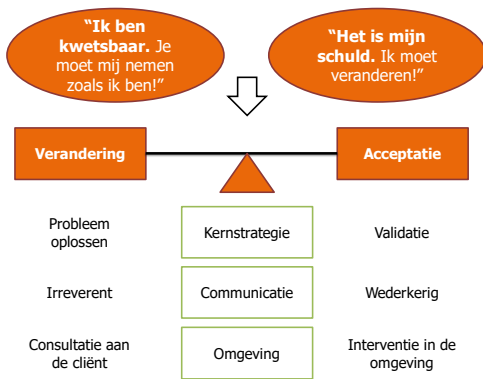 “Ik ben
kwetsbaar. Je
moet mij nemen
zoals ik ben!”
“Het is mijn
schuld. Ik moet
veranderen!”
Verandering
Acceptatie
Probleem
oplossen
Kernstrategie
Validatie
Irreverent
Communicatie
Wederkerig
Consultatie aan
de cliënt
Omgeving
Interventie in de
omgeving